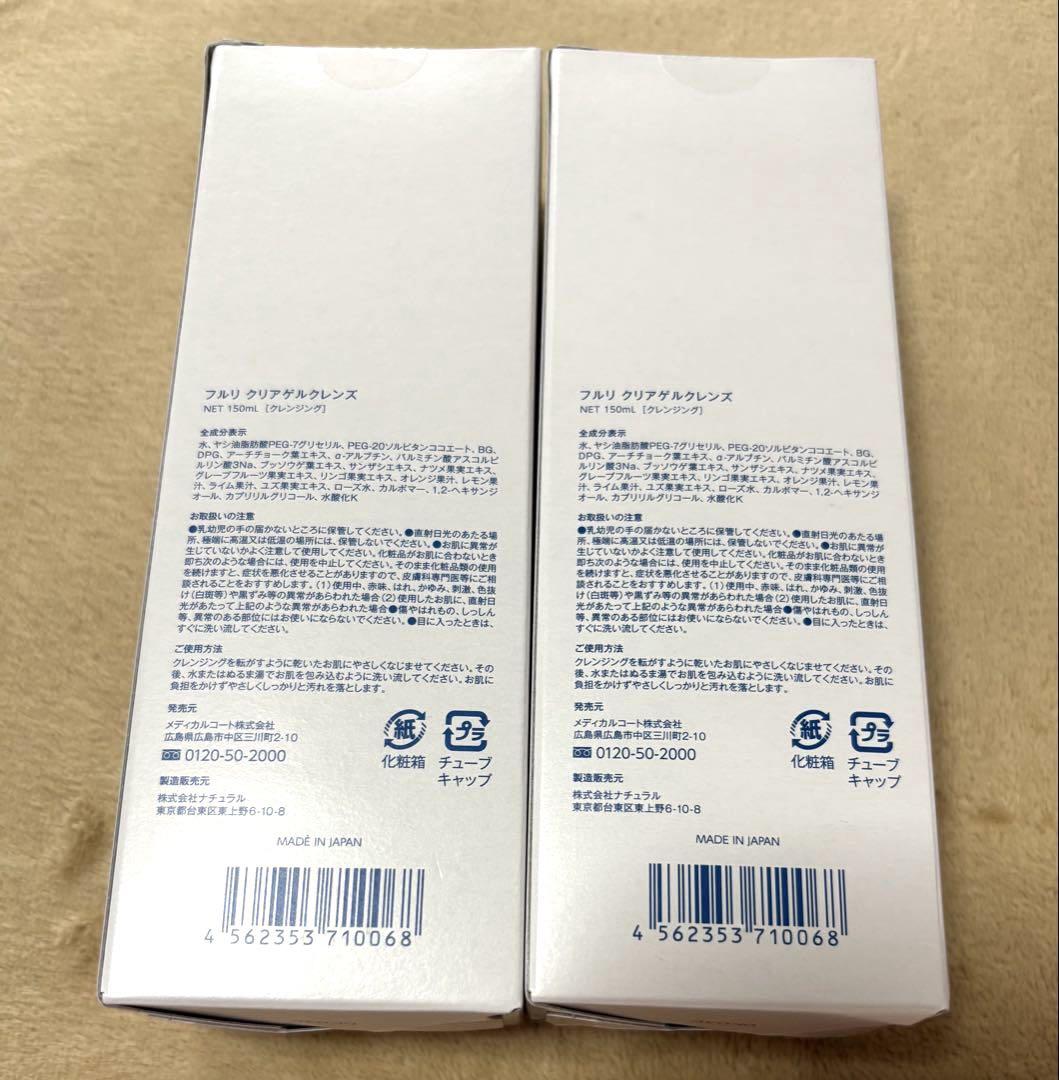 フルリ クリアゲルクレンズ
NET 150mL［クレンジング］
全成分表示
水、ヤシ油脂肪酸PEG-7グリセリル、PEG-20ソルビタンココエート、BG、
DPG、アーチチョーク葉エキス、α-アルブチン、パルミチン酸アスコルビ
ルリン酸3Na、ブッソウゲ葉エキス、サンザシエキス、ナツメ果実エキス、
グレープフルーツ果実エキス、リンゴ果実エキス、オレンジ果汁、レモン果
汁、ライム果汁、ユズ果実エキス、ローズ水、カルボマー、1,2-ヘキサンジ
オール、カプリリルグリコール、水酸化K
お取扱いの注意
●乳幼児の手の届かないところに保管してください。●直射日光のあたる場
所、極端に高温又は低温の場所には、保管しないでください。●お肌に異常が
生じていないかよく注意して使用してください。化粧品がお肌に合わないとき
即ち次のような場合には、使用を中止してください。そのまま化粧品類の使用
を続けますと、症状を悪化させることがありますので、皮膚科専門医等にご相
談されることをおすすめします。（1）使用中、赤味、はれ、かゆみ、刺激、色抜
け（白斑等）や黒ずみ等の異常があらわれた場合（2）使用したお肌に、直射日
光があたって上記のような異常があらわれた場合●傷やはれもの、しっしん
等、異常のある部位にはお使いにならないでください。●目に入ったときは、
すぐに洗い流してください。
ご使用方法
クレンジングを転がすように乾いたお肌にやさしくなじませてください。その
後、水またはぬるま湯でお肌を包み込むように洗い流してください。お肌に
負担をかけずやさしくしっかりと汚れを落とします。
発売元
メディカルコート株式会社
広島県広島市中区三川町2-10
0120-50-2000
製造販売元
株式会社ナチュラル
東京都台東区東上野6-10-8
紙
化粧箱
プラ
チューブ
キャップ
MADE IN JAPAN
4 562353 710068
フルリ クリアゲルクレンズ
NET 150mL［クレンジング］
全成分表示
水、ヤシ油脂肪酸PEG-7グリセリル、PEG-20ソルビタンココエート、BG、
DPG、アーチチョーク葉エキス、α-アルブチン、パルミチン酸アスコルビ
ルリン酸3Na、ブッソウゲ葉エキス、サンザシエキス、ナツメ果実エキス、
グレープフルーツ果実エキス、リンゴ果実エキス、オレンジ果汁、レモン果
汁、ライム果汁、ユズ果実エキス、ローズ水、カルボマー、1,2-ヘキサンジ
オール、カプリリルグリコール、水酸化K
お取扱いの注意
●乳幼児の手の届かないところに保管してください。●直射日光のあたる場
所、極端に高温又は低温の場所には、保管しないでください。●お肌に異常が
生じていないかよく注意して使用してください。化粧品がお肌に合わないとき
即ち次のような場合には、使用を中止してください。そのまま化粧品類の使用
を続けますと、症状を悪化させることがありますので、皮膚科専門医等にご相
談されることをおすすめします。（1）使用中、赤味、はれ、かゆみ、刺激、色抜
け（白斑等）や黒ずみ等の異常があらわれた場合（2）使用したお肌に、直射日
光があたって上記のような異常があらわれた場合●傷やはれもの、しっしん
等、異常のある部位にはお使いにならないでください。●目に入ったときは、
すぐに洗い流してください。
ご使用方法
クレンジングを転がすように乾いたお肌にやさしくなじませてください。その
後、水またはぬるま湯でお肌を包み込むように洗い流してください。お肌に
負担をかけずやさしくしっかりと汚れを落とします。
発売元
メディカルコート株式会社
広島県広島市中区三川町2-10
0120-50-2000
製造販売元
株式会社ナチュラル
東京都台東区東上野6-10-8
紙
化粧箱
プラ
チューブ
キャップ
MADE IN JAPAN
4 562353 710068